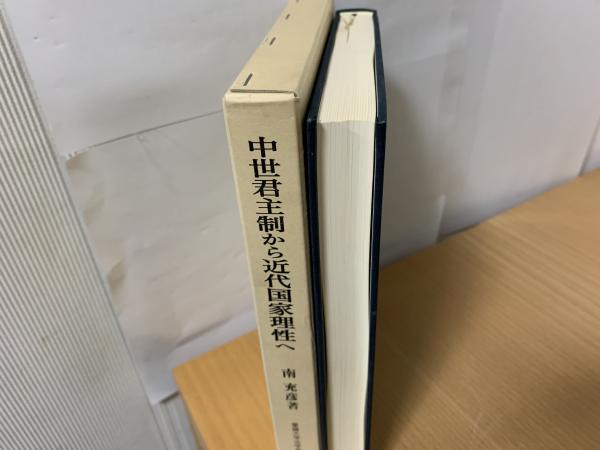 中世君主制から近代国家理性へ
南 充彦著